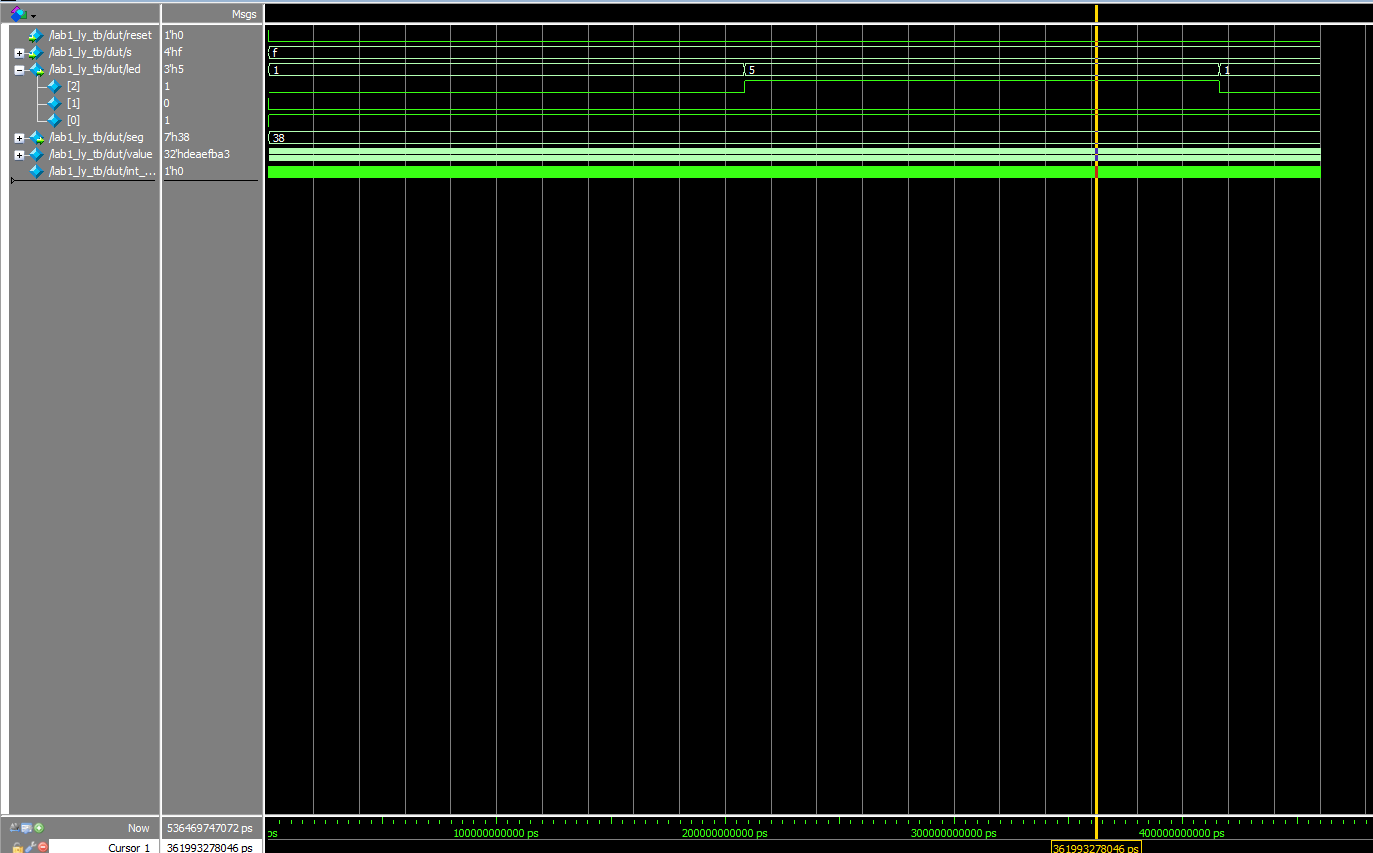 Msgs
/lab1_ly_tb/dut/reset 1'h0
/lab1_ly_tb/dut/s 4'hf f
/lab1_ly_tb/dut/led 3'h5 1 5 1
[2] 1
[1] 0
[0] 1
/lab1_ly_tb/dut/seg 7'h38 38
/lab1_ly_tb/dut/value 32'hdeaefba3
/lab1_ly_tb/dut/int_... 1'h0
Now 536469747072 ps ps 100000000000 ps 200000000000 ps 300000000000 ps 400000000000 ps
Cursor 1 361993278046 ps 361993278046 ps